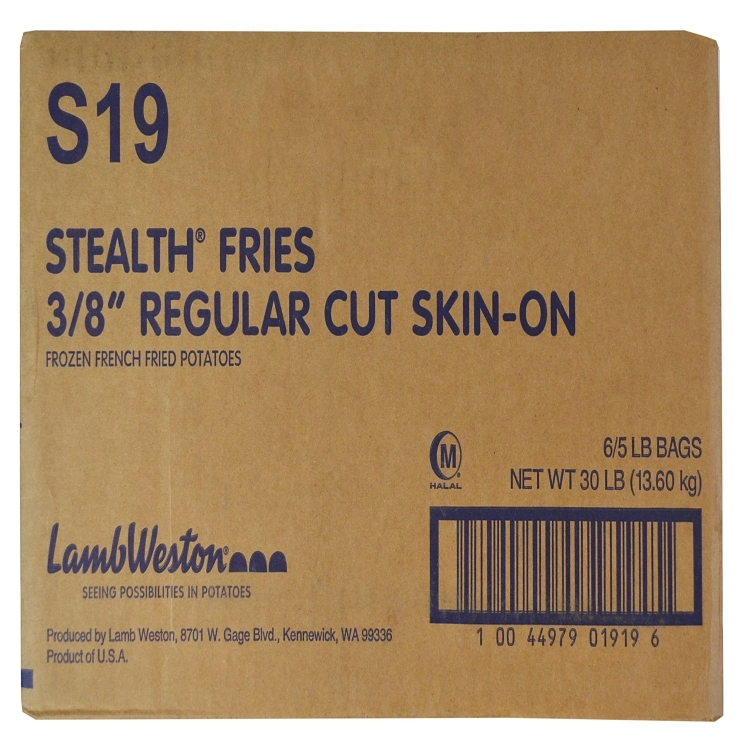 S19
STEALTH® FRIES
3/8" REGULAR CUT SKIN-ON
FROZEN FRENCH FRIED POTATOES
M
HALAL
6/5 LB BAGS
NET WT 30 LB (13.60 kg)
LambWeston®
SEEING POSSIBILITIES IN POTATOES
Produced by Lamb Weston, 8701 W. Gage Blvd., Kennewick, WA 99336
Product of U.S.A.
1 00 44979 01919 6